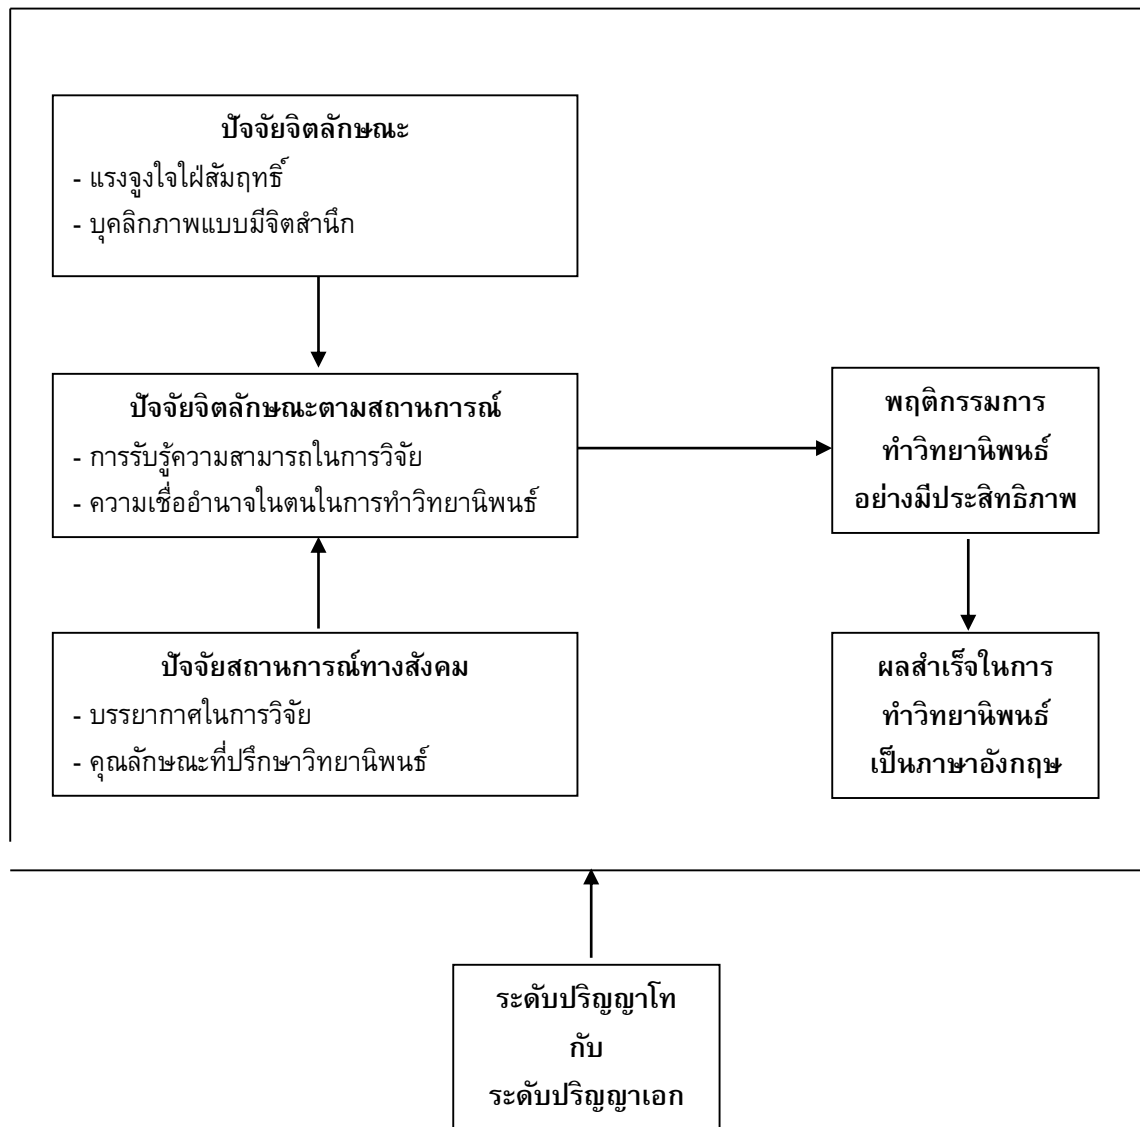 ปัจจัยจิตลักษณะ
- แรงจูงใจใฝ่สัมฤทธิ์
- บุคลิกภาพแบบมีจิตสำนึก
ปัจจัยจิตลักษณะตามสถานการณ์
- การรับรู้ความสามารถในการวิจัย
- ความเชื่ออำนาจในตนในการทำวิทยานิพนธ์
พฤติกรรมการ
ทำวิทยานิพนธ์
อย่างมีประสิทธิภาพ
ปัจจัยสถานการณ์ทางสังคม
- บรรยากาศในการวิจัย
- คุณลักษณะที่ปรึกษาวิทยานิพนธ์
ผลสำเร็จในการ
ทำวิทยานิพนธ์
เป็นภาษาอังกฤษ
ระดับปริญญาโท
กับ
ระดับปริญญาเอก